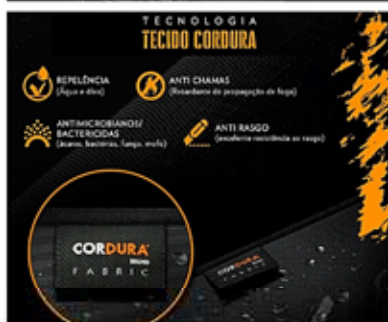 TECNOLOGIA
TECIDO CORDURA
REPELÊNCIA
(Água e óleo)
ANTI CHAMAS
(Retardante de propagação de fogo)
ANTIMICROBIANOS/
BACTERICIDAS
(ácaros, bactérias, fungo, mofo)
ANTI RASGO
(excelente resistência ao rasgo)
CORDURA
FABRIC
CORDURA